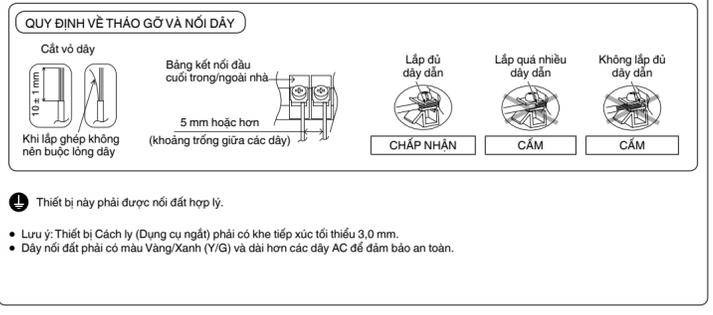 QUY ĐỊNH VỀ THÁO GỠ VÀ NỐI DÂY
Cắt vỏ dây
10 ± 1 mm
Khi lắp ghép không
nên buộc lỏng dây
Bảng kết nối đầu
cuối trong/ngoài nhà
5 mm hoặc hơn
(khoảng trống giữa các dây)
Lắp đủ
dây dẫn
CHẤP NHẬN
Lắp quá nhiều
dây dẫn
CẤM
Không lắp đủ
dây dẫn
CẤM
Thiết bị này phải được nối đất hợp lý.
• Lưu ý: Thiết bị Cách ly (Dụng cụ ngắt) phải có khe tiếp xúc tối thiểu 3,0 mm.
• Dây nối đất phải có màu Vàng/Xanh (Y/G) và dài hơn các dây AC để đảm bảo an toàn.